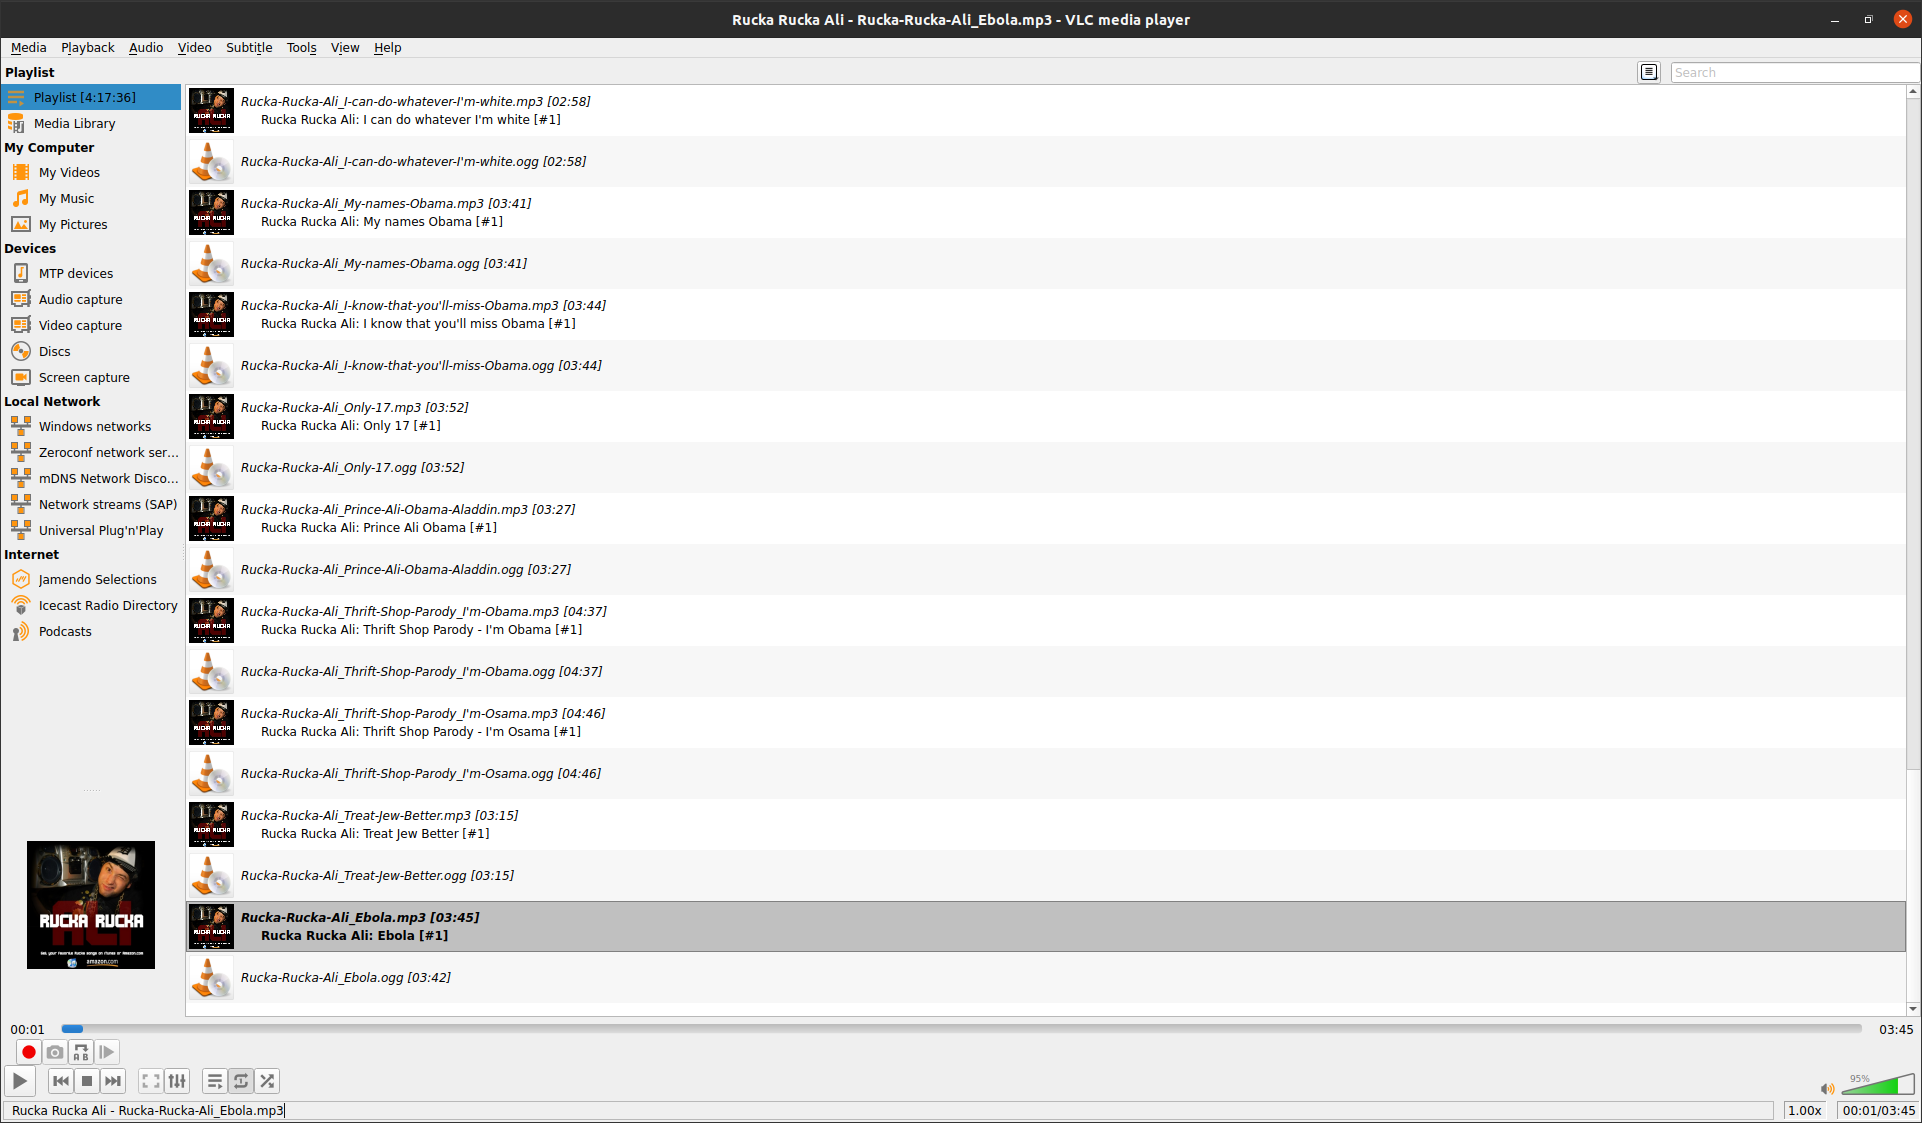 Rucka Rucka Ali - Rucka-Rucka-Ali_Ebola.mp3 - VLC media player
Media Playback Audio Video Subtitle Tools View Help
Playlist
Search
Playlist [4:17:36]
Media Library
My Computer
My Videos
My Music
My Pictures
Devices
MTP devices
Audio capture
Video capture
Discs
Screen capture
Local Network
Windows networks
Zeroconf network ser...
mDNS Network Disco...
Network streams (SAP)
Universal Plug'n'Play
Internet
Jamendo Selections
Icecast Radio Directory
Podcasts
Rucka-Rucka-Ali_I-can-do-whatever-I'm-white.mp3 [02:58]
Rucka Rucka Ali: I can do whatever I'm white [#1]
Rucka-Rucka-Ali_I-can-do-whatever-I'm-white.ogg [02:58]
Rucka-Rucka-Ali_My-names-Obama.mp3 [03:41]
Rucka Rucka Ali: My names Obama [#1]
Rucka-Rucka-Ali_My-names-Obama.ogg [03:41]
Rucka-Rucka-Ali_I-know-that-you'll-miss-Obama.mp3 [03:44]
Rucka Rucka Ali: I know that you'll miss Obama [#1]
Rucka-Rucka-Ali_I-know-that-you'll-miss-Obama.ogg [03:44]
Rucka-Rucka-Ali_Only-17.mp3 [03:52]
Rucka Rucka Ali: Only 17 [#1]
Rucka-Rucka-Ali_Only-17.ogg [03:52]
Rucka-Rucka-Ali_Prince-Ali-Obama-Aladdin.mp3 [03:27]
Rucka Rucka Ali: Prince Ali Obama [#1]
Rucka-Rucka-Ali_Prince-Ali-Obama-Aladdin.ogg [03:27]
Rucka-Rucka-Ali_Thrift-Shop-Parody_I'm-Obama.mp3 [04:37]
Rucka Rucka Ali: Thrift Shop Parody - I'm Obama [#1]
Rucka-Rucka-Ali_Thrift-Shop-Parody_I'm-Obama.ogg [04:37]
Rucka-Rucka-Ali_Thrift-Shop-Parody_I'm-Osama.mp3 [04:46]
Rucka Rucka Ali: Thrift Shop Parody - I'm Osama [#1]
Rucka-Rucka-Ali_Thrift-Shop-Parody_I'm-Osama.ogg [04:46]
Rucka-Rucka-Ali_Treat-Jew-Better.mp3 [03:15]
Rucka Rucka Ali: Treat Jew Better [#1]
Rucka-Rucka-Ali_Treat-Jew-Better.ogg [03:15]
Rucka-Rucka-Ali_Ebola.mp3 [03:45]
Rucka Rucka Ali: Ebola [#1]
Rucka-Rucka-Ali_Ebola.ogg [03:42]
RUCKA RUCKA
ALI
amazon.com
00:01
03:45
A B
95%
Rucka Rucka Ali - Rucka-Rucka-Ali_Ebola.mp3
1.00x
00:01/03:45